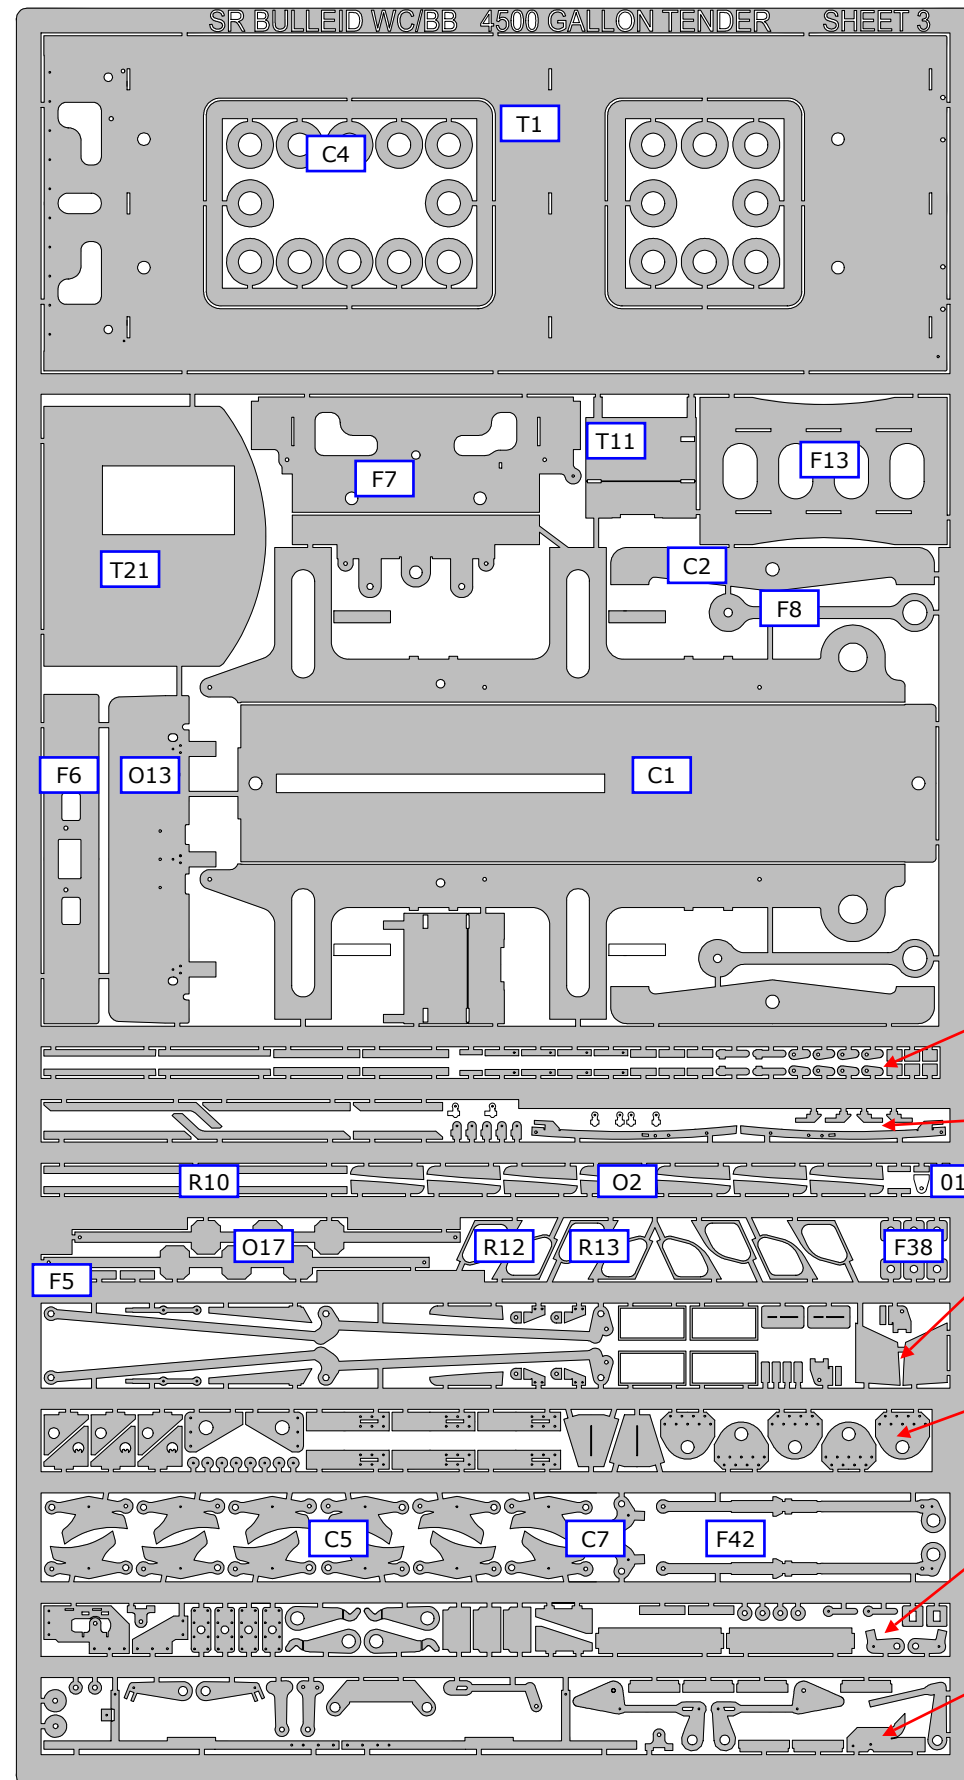 SR BULLEID WC/BB 4500 GALLON TENDER SHEET 3
T1
C4
T11
F13
F7
T21
C2
F8
F6
O13
C1
R10
O2
01
O17
R12
R13
F38
F5
C5
C7
F42